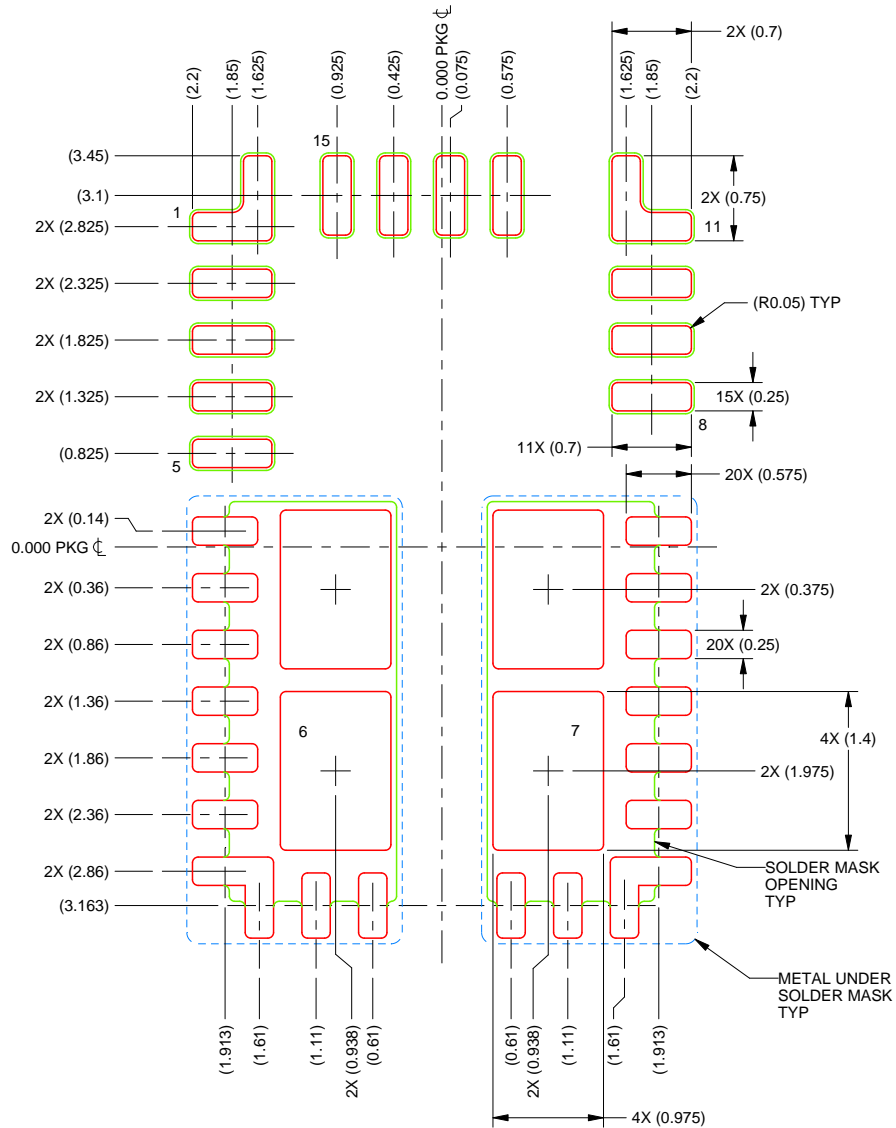 2X (0.7)
(2.2)
(1.85)
(1.625)
(0.925)
(0.425)
0.000 PKG ℄
(0.075)
(0.575)
(1.625)
(1.85)
(2.2)
15
(3.45)
(3.1)
2X (0.75)
1
2X (2.825)
11
2X (2.325)
(R0.05) TYP
2X (1.825)
2X (1.325)
15X (0.25)
8
(0.825)
5
11X (0.7)
20X (0.575)
2X (0.14)
0.000 PKG ℄
2X (0.36)
2X (0.375)
2X (0.86)
20X (0.25)
2X (1.36)
6
7
4X (1.4)
2X (1.86)
2X (1.975)
2X (2.36)
2X (2.86)
SOLDER MASK
OPENING
TYP
(3.163)
METAL UNDER
SOLDER MASK
TYP
(1.913)
(1.61)
(1.11)
2X (0.938)
(0.61)
(0.61)
2X (0.938)
(1.11)
(1.61)
(1.913)
4X (0.975)